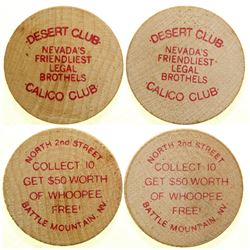 DESERT CLUB
NEVADA'S
FRIENDLIEST
LEGAL
BROTHELS
CALICO CLUB
DESERT CLUB
NEVADA'S
FRIENDLIEST
LEGAL
BROTHELS
CALICO CLUB
NORTH 2nd STREET
COLLECT 10
GET $50 WORTH
OF WHOOPEE
FREE!
BATTLE MOUNTAIN, NV.
NORTH 2nd STREET
COLLECT 10
GET $50 WORTH
OF WHOOPEE
FREE!
BATTLE MOUNTAIN, NV.